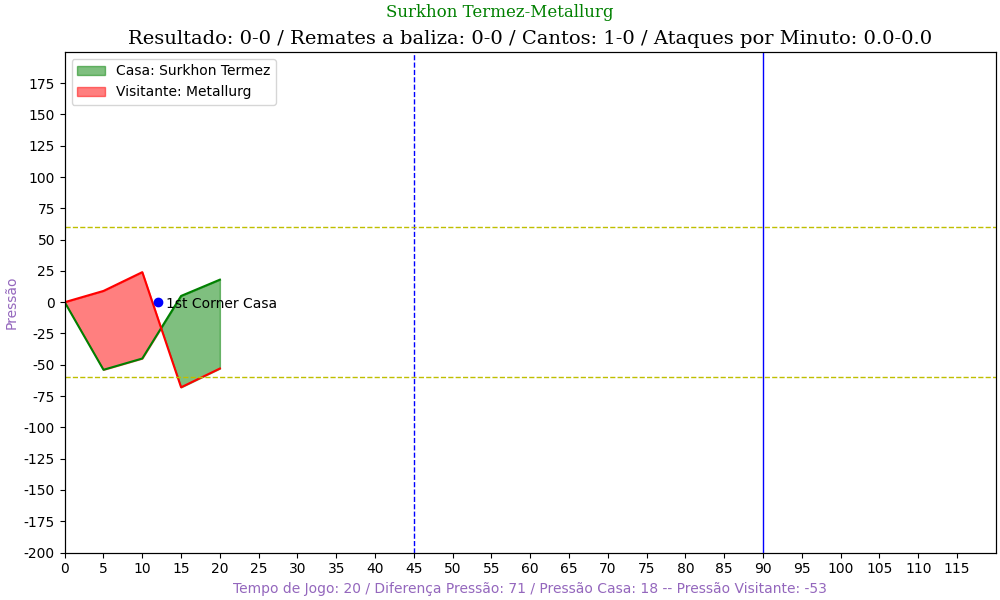 Surkhon Termez-Metallurg
Resultado: 0-0 / Remates a baliza: 0-0 / Cantos: 1-0 / Ataques por Minuto: 0.0-0.0
Casa: Surkhon Termez
Visitante: Metallurg
175
150
125
100
75
50
25
0
-25
-50
-75
-100
-125
-150
-175
-200
Pressão
1st Corner Casa
0 5 10 15 20 25 30 35 40 45 50 55 60 65 70 75 80 85 90 95 100 105 110 115
Tempo de Jogo: 20 / Diferença Pressão: 71 / Pressão Casa: 18 -- Pressão Visitante: -53